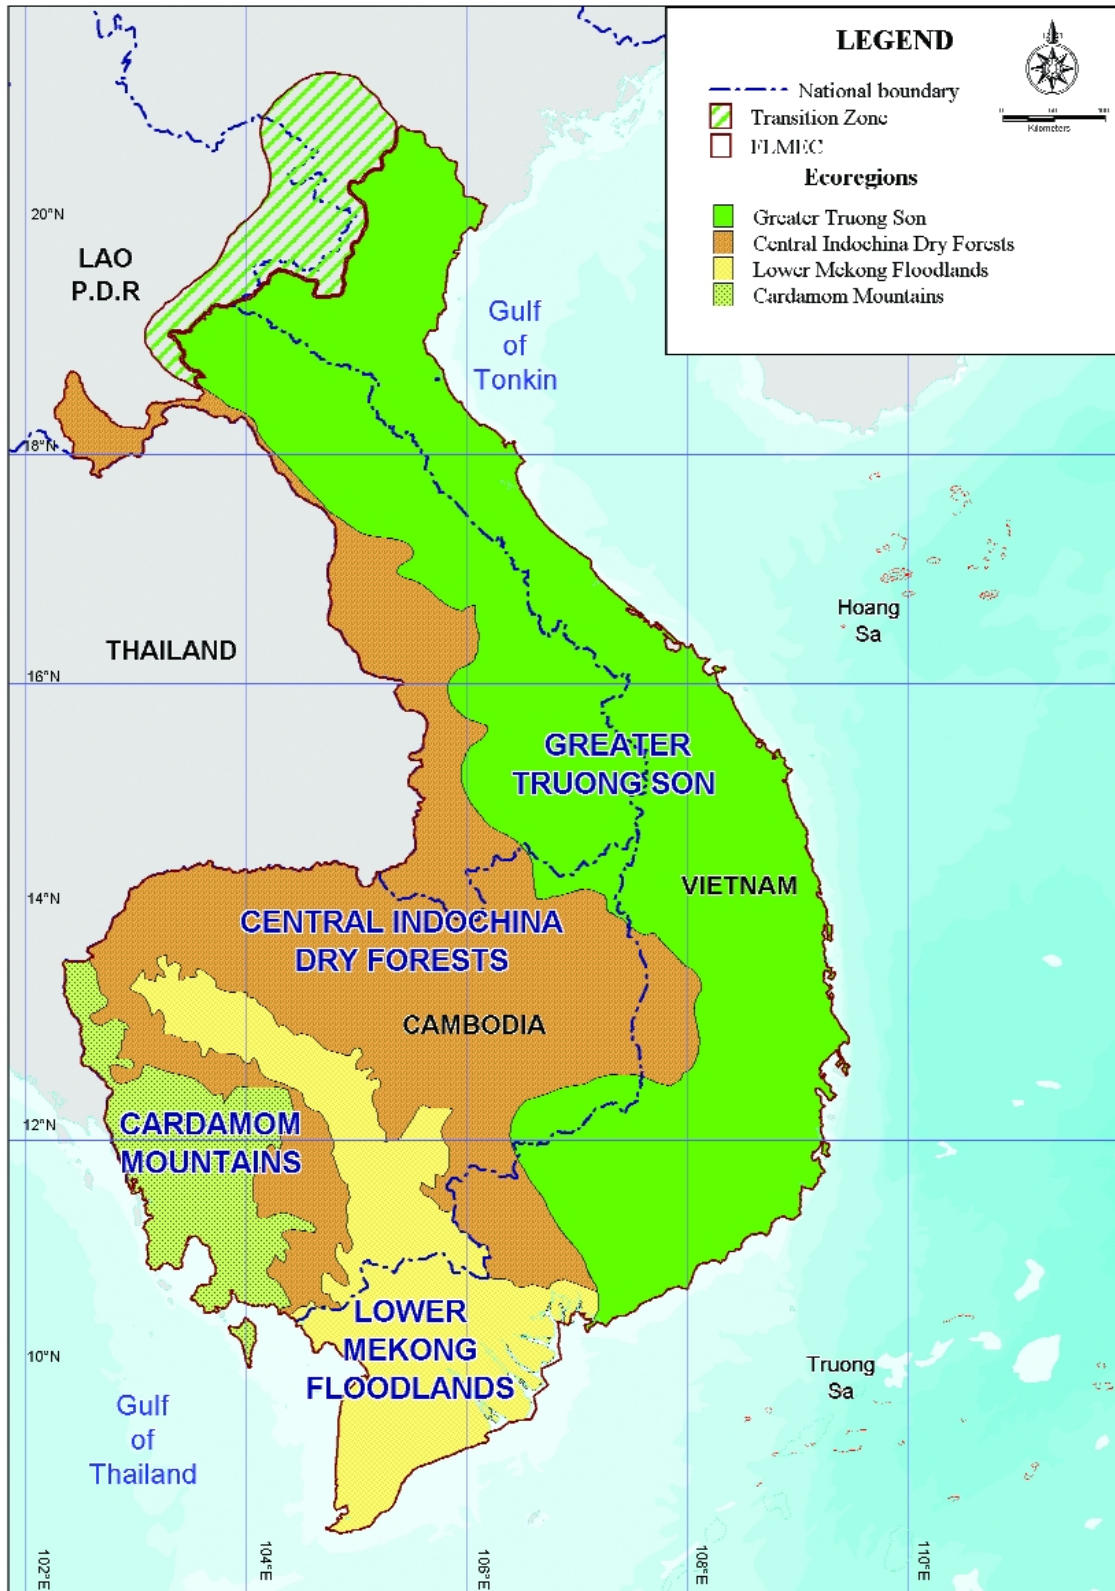 LEGEND
National boundary
Transition Zone
FLMEC
Kilometers
Ecoregions
Greater Truong Son
Central Indochina Dry Forests
Lower Mekong Floodlands
Cardamom Mountains
20°N
LAO
P.D.R
Gulf
of
Tonkin
18°N
Hoang
Sa
THAILAND
16°N
GREATER
TRUONG SON
VIETNAM
14°N
CENTRAL INDOCHINA
DRY FORESTS
CAMBODIA
12°N
CARDAMOM
MOUNTAINS
LOWER
MEKONG
FLOODLANDS
10°N
Truong
Sa
Gulf
of
Thailand
102°E
104°E
106°E
108°E
110°E